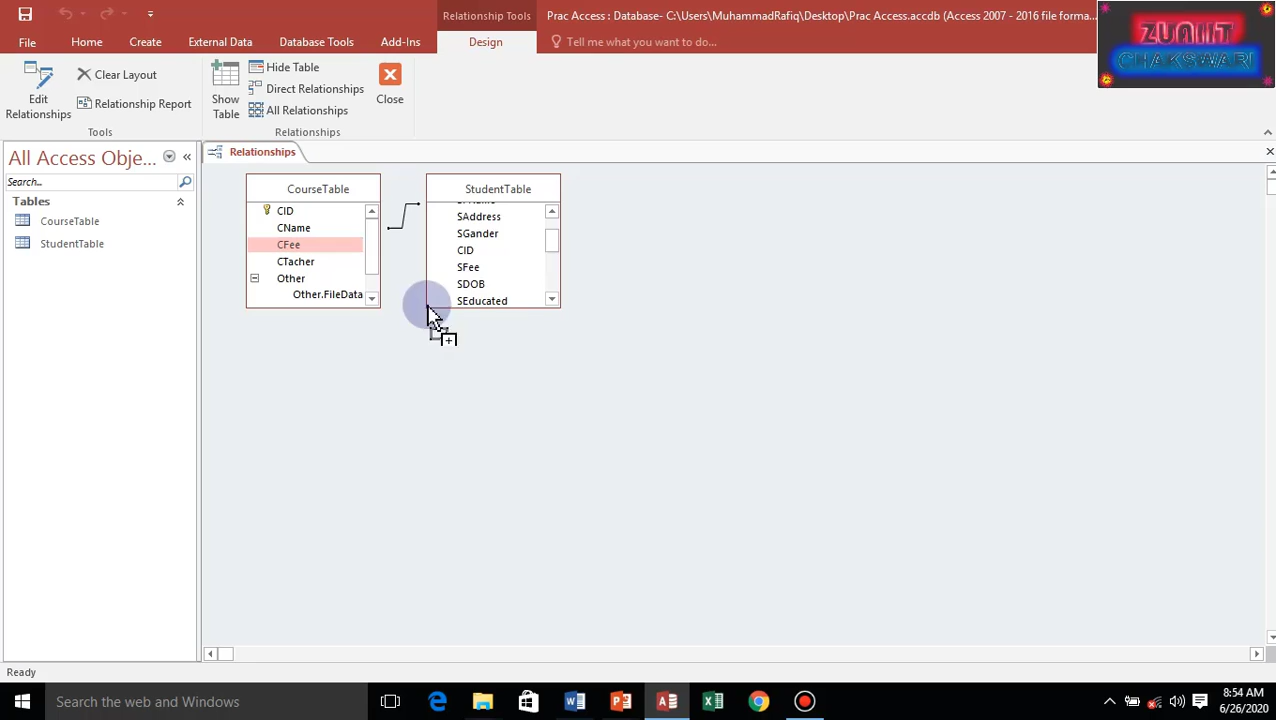 Relationship Tools
Prac Access : Database- C:\Users\MuhammadRafiq\Desktop\Prac Access.accdb (Access 2007 - 2016 file forma...
ZUAIIT
CHAKSWARI
File
Home
Create
External Data
Database Tools
Add-Ins
Design
Tell me what you want to do...
Edit
Relationships
Clear Layout
Relationship Report
Tools
Show
Table
Hide Table
Direct Relationships
All Relationships
Relationships
Close
All Access Obje...
Search...
Tables
CourseTable
StudentTable
Relationships
CourseTable
CID
CName
CFee
CTacher
Other
Other.FileData
StudentTable
SAddress
SGander
CID
SFee
SDOB
SEducated
Ready
Search the web and Windows
8:54 AM
6/26/2020